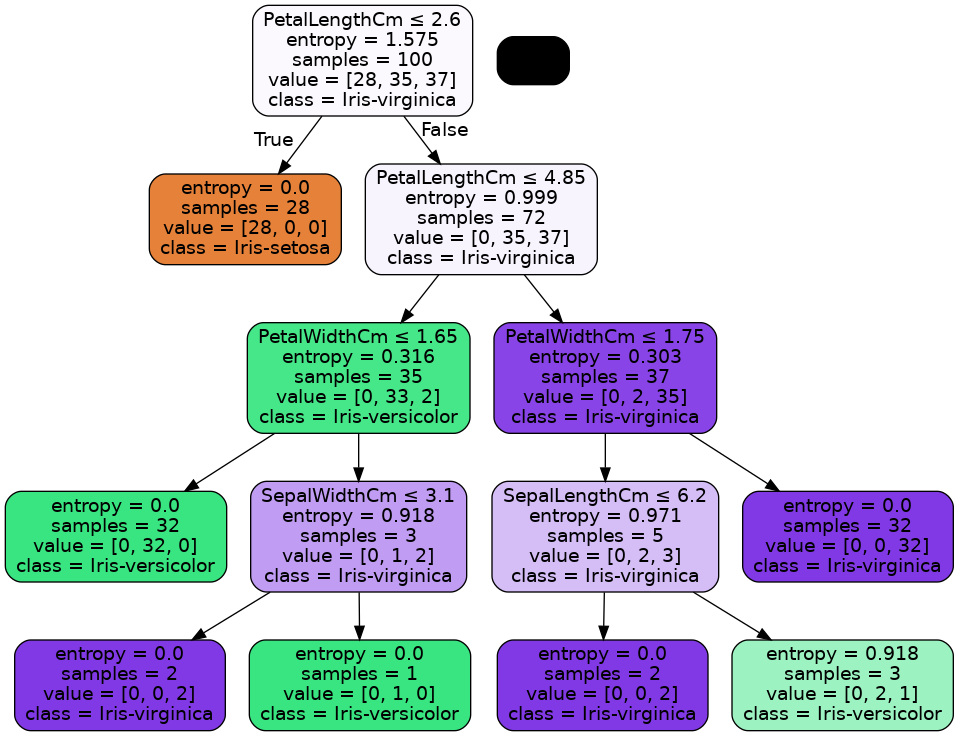 PetalLengthCm ≤ 2.6
entropy = 1.575
samples = 100
value = [28, 35, 37]
class = Iris-virginica
True
False
entropy = 0.0
samples = 28
value = [28, 0, 0]
class = Iris-setosa
PetalLengthCm ≤ 4.85
entropy = 0.999
samples = 72
value = [0, 35, 37]
class = Iris-virginica
PetalWidthCm ≤ 1.65
entropy = 0.316
samples = 35
value = [0, 33, 2]
class = Iris-versicolor
PetalWidthCm ≤ 1.75
entropy = 0.303
samples = 37
value = [0, 2, 35]
class = Iris-virginica
entropy = 0.0
samples = 32
value = [0, 32, 0]
class = Iris-versicolor
SepalWidthCm ≤ 3.1
entropy = 0.918
samples = 3
value = [0, 1, 2]
class = Iris-virginica
SepalLengthCm ≤ 6.2
entropy = 0.971
samples = 5
value = [0, 2, 3]
class = Iris-virginica
entropy = 0.0
samples = 32
value = [0, 0, 32]
class = Iris-virginica
entropy = 0.0
samples = 2
value = [0, 0, 2]
class = Iris-virginica
entropy = 0.0
samples = 1
value = [0, 1, 0]
class = Iris-versicolor
entropy = 0.0
samples = 2
value = [0, 0, 2]
class = Iris-virginica
entropy = 0.918
samples = 3
value = [0, 2, 1]
class = Iris-versicolor